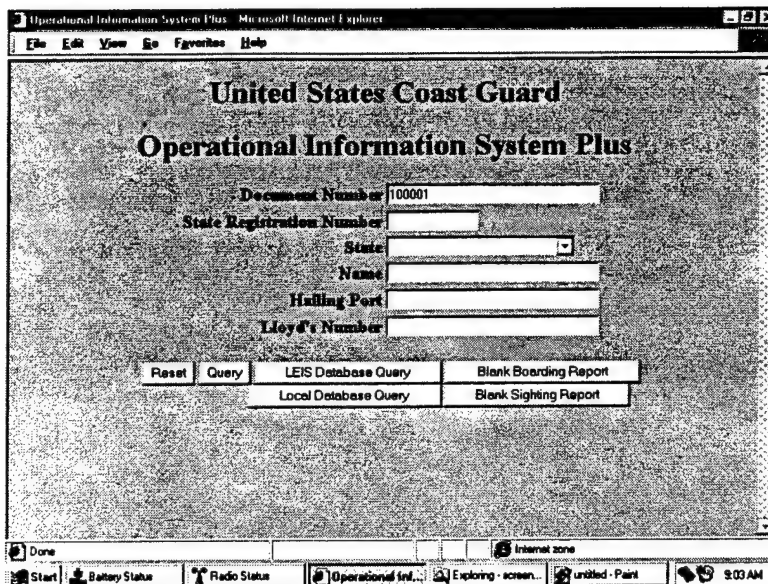 Operational Information System Plus - Microsoft Internet Explorer
File Edit View Go Favorites Help
United States Coast Guard
Operational Information System Plus
Document Number 100001
State Registration Number
State
Name
Hailing Port
Lloyd's Number
Reset Query LEIS Database Query Blank Boarding Report
Local Database Query Blank Sighting Report
Done Internet zone
Start Battery Status Radio Status Operational Inf... Exploring - screen... untitled - Paint 9:03 AM